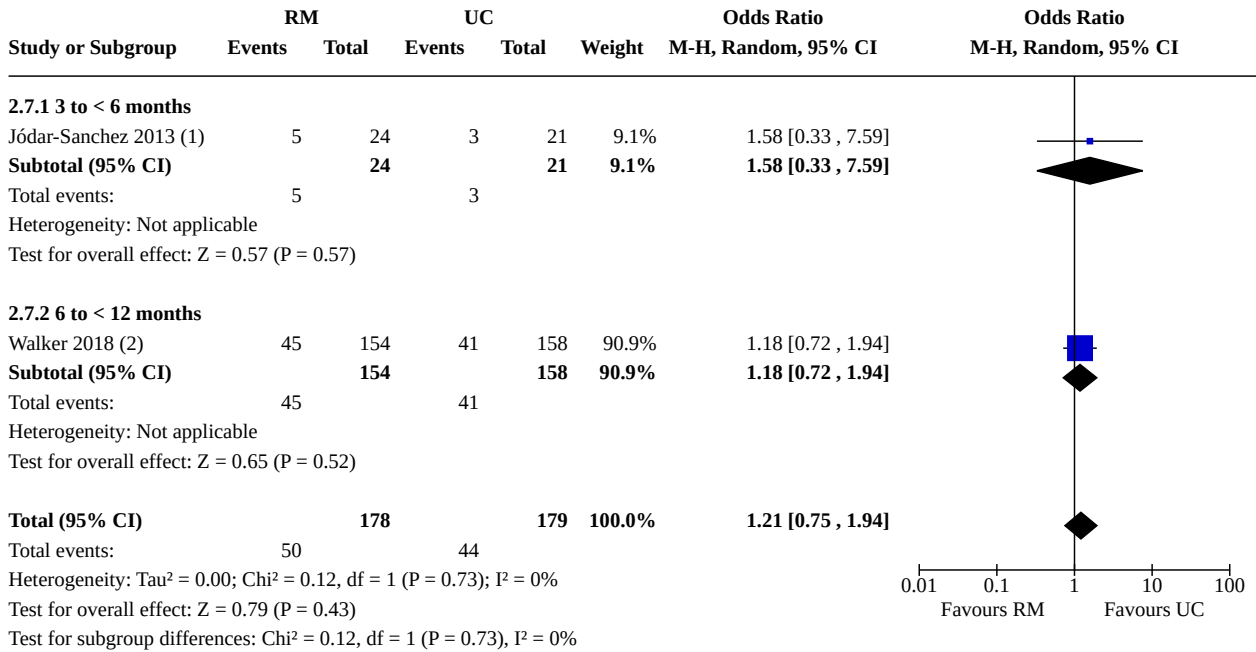 RM UC Odds Ratio Odds Ratio
Study or Subgroup Events Total Events Total Weight M-H, Random, 95% CI M-H, Random, 95% CI
2.7.1 3 to < 6 months
Jódar-Sanchez 2013 (1) 5 24 3 21 9.1% 1.58 [0.33 , 7.59]
Subtotal (95% CI) 24 21 9.1% 1.58 [0.33 , 7.59]
Total events: 5 3
Heterogeneity: Not applicable
Test for overall effect: Z = 0.57 (P = 0.57)
2.7.2 6 to < 12 months
Walker 2018 (2) 45 154 41 158 90.9% 1.18 [0.72 , 1.94]
Subtotal (95% CI) 154 158 90.9% 1.18 [0.72 , 1.94]
Total events: 45 41
Heterogeneity: Not applicable
Test for overall effect: Z = 0.65 (P = 0.52)
Total (95% CI) 178 179 100.0% 1.21 [0.75 , 1.94]
Total events: 50 44
Heterogeneity: Tau² = 0.00; Chi² = 0.12, df = 1 (P = 0.73); I² = 0%
Test for overall effect: Z = 0.79 (P = 0.43)
Test for subgroup differences: Chi² = 0.12, df = 1 (P = 0.73), I² = 0%
0.01 0.1 1 10 100
Favours RM Favours UC